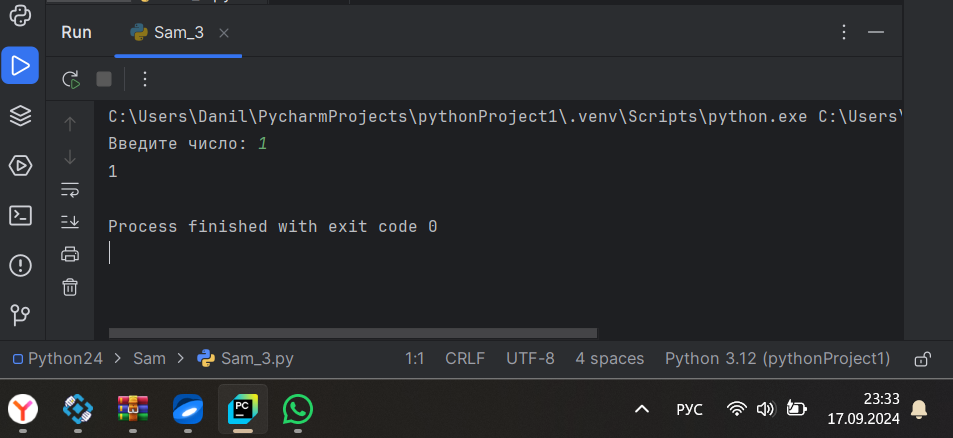 Run Sam_3
C:\Users\Danil\PycharmProjects\pythonProject1\.venv\Scripts\python.exe C:\Users\
Введите число: 1
1
Process finished with exit code 0
Python24 > Sam > Sam_3.py 1:1 CRLF UTF-8 4 spaces Python 3.12 (pythonProject1)
PC
РУС
23:33
17.09.2024